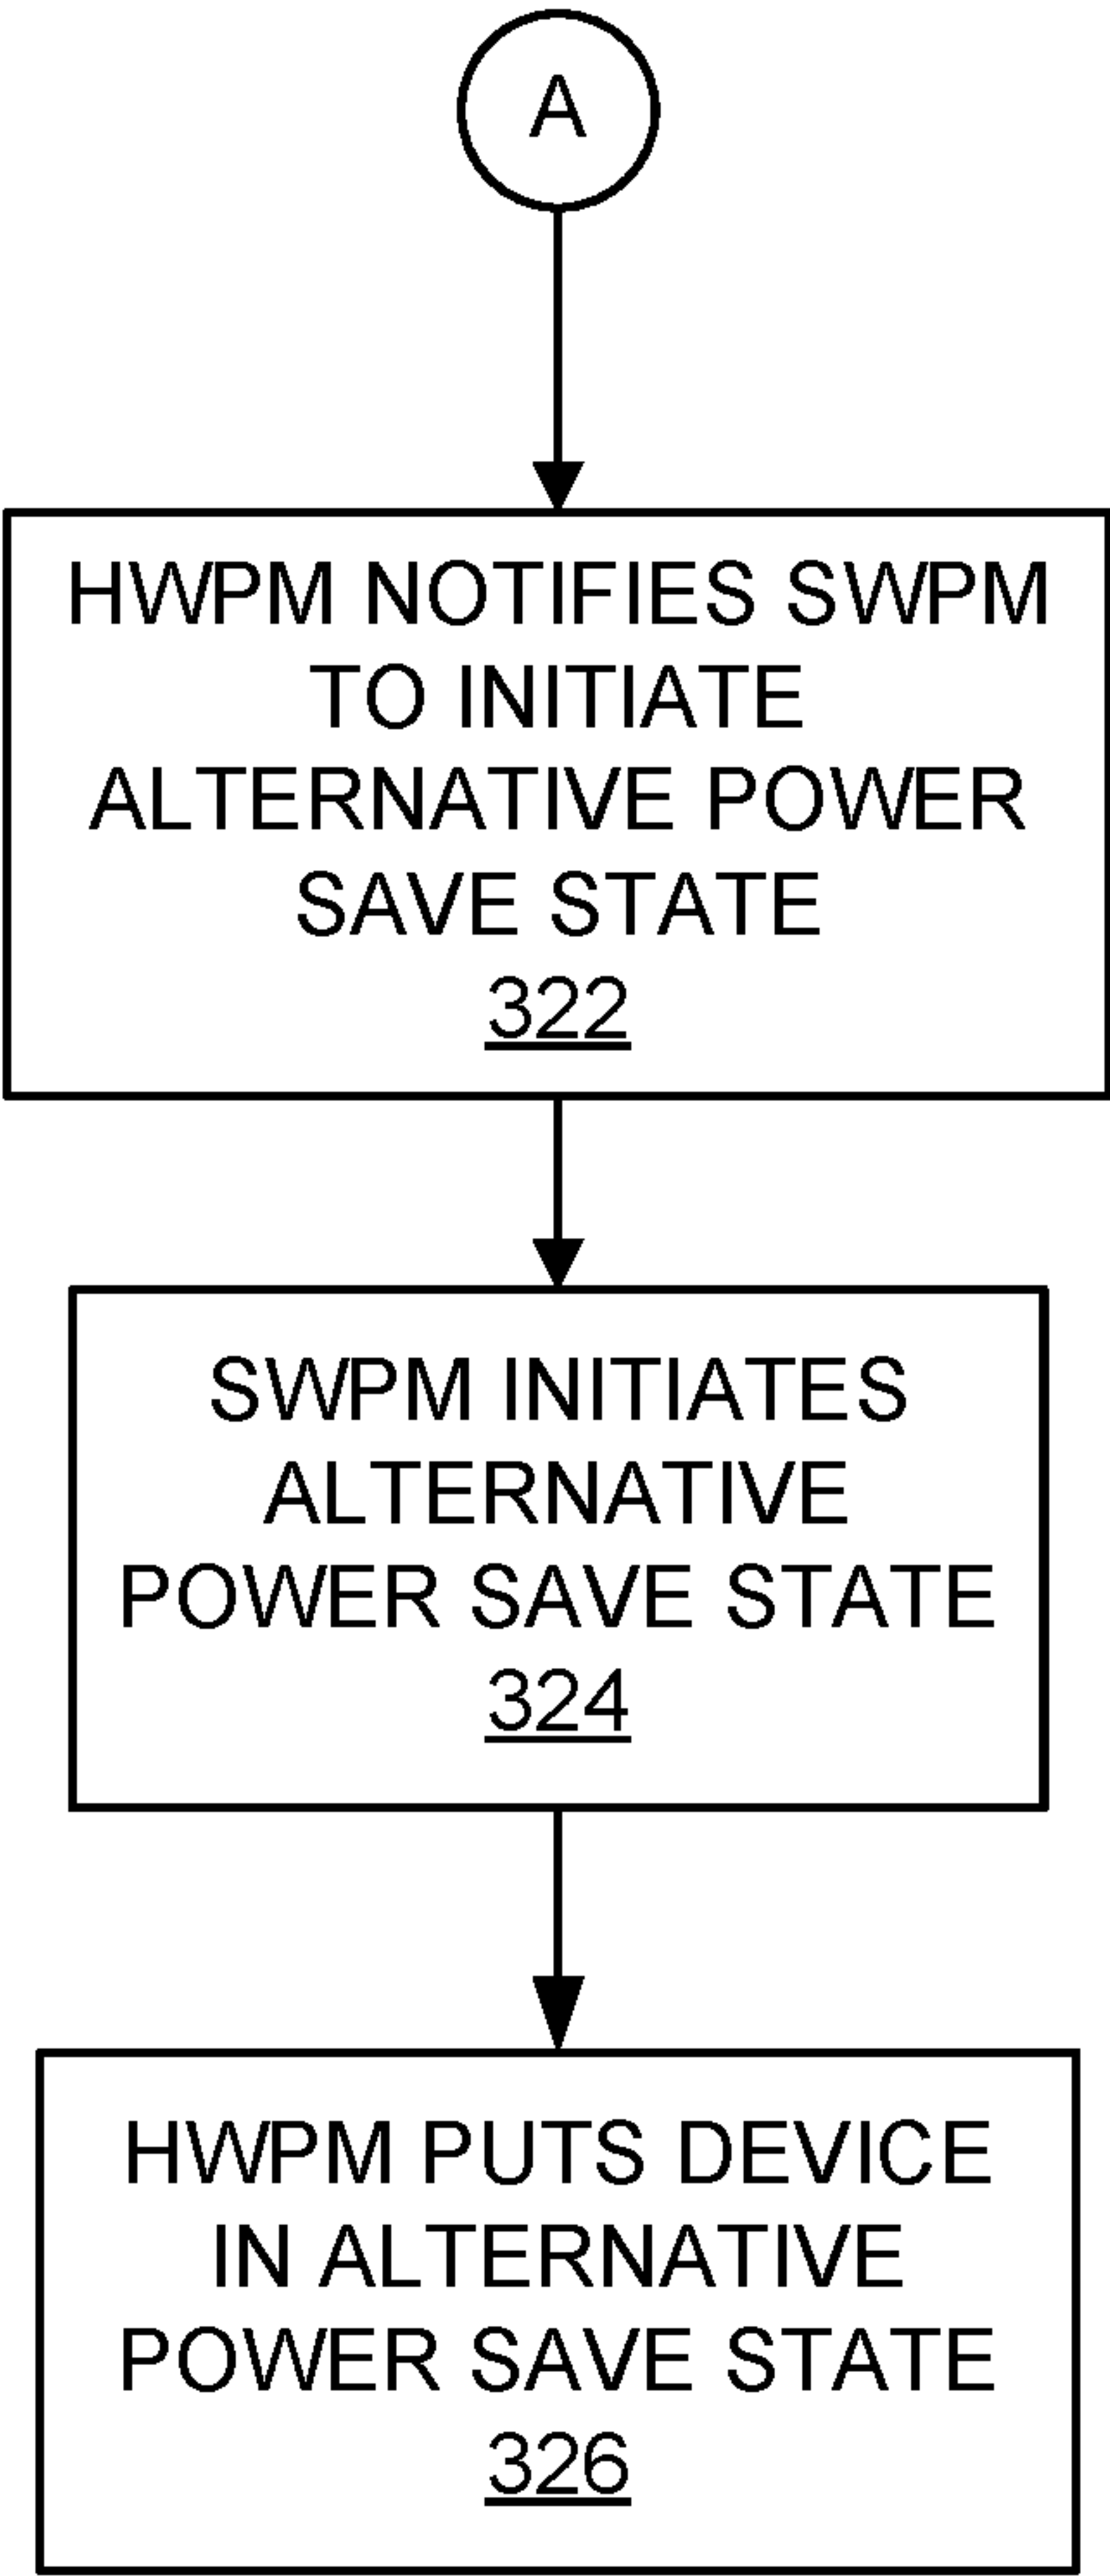 A
HWPM NOTIFIES SWPM
TO INITIATE
ALTERNATIVE POWER
SAVE STATE
322
SWPM INITIATES
ALTERNATIVE
POWER SAVE STATE
324
HWPM PUTS DEVICE
IN ALTERNATIVE
POWER SAVE STATE
326